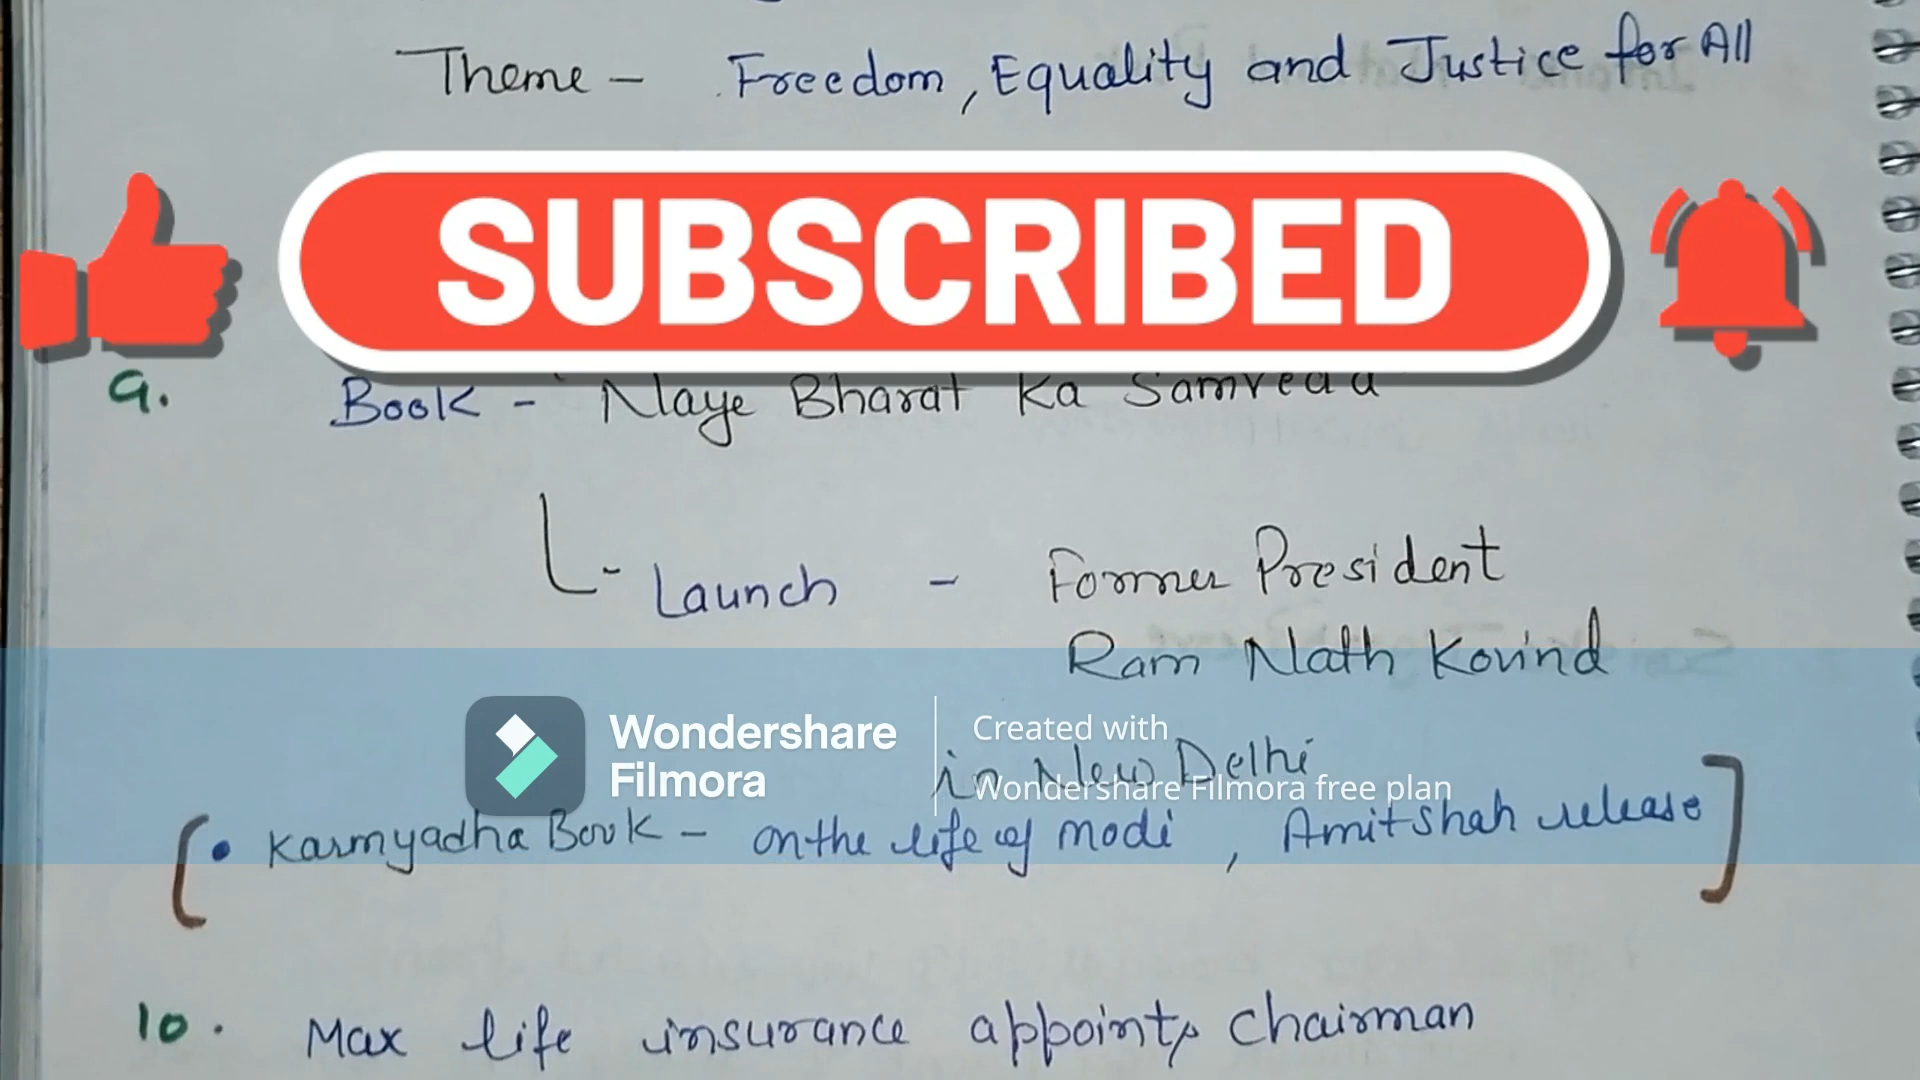 Theme - Freedom, Equality and Justice for All
SUBSCRIBED
9. Book - Naye Bharat Ka Samveda
Launch - Former President
Ram Nath Kovind
in New Delhi
Wondershare
Filmora
Created with
Wondershare Filmora free plan
• Karmyadha Book - on the life of modi, Amit Shah release
10. Max life insurance appoints chairman